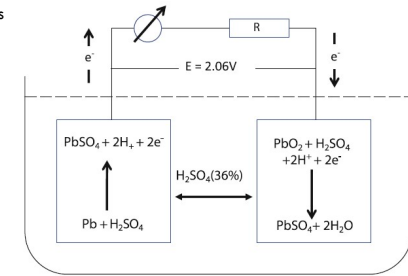 s
R
e⁻
e⁻
E = 2.06V
PbSO₄ + 2H₊ + 2e⁻
PbO₂ + H₂SO₄
+2H⁺ + 2e⁻
H₂SO₄(36%)
Pb + H₂SO₄
PbSO₄+ 2H₂O